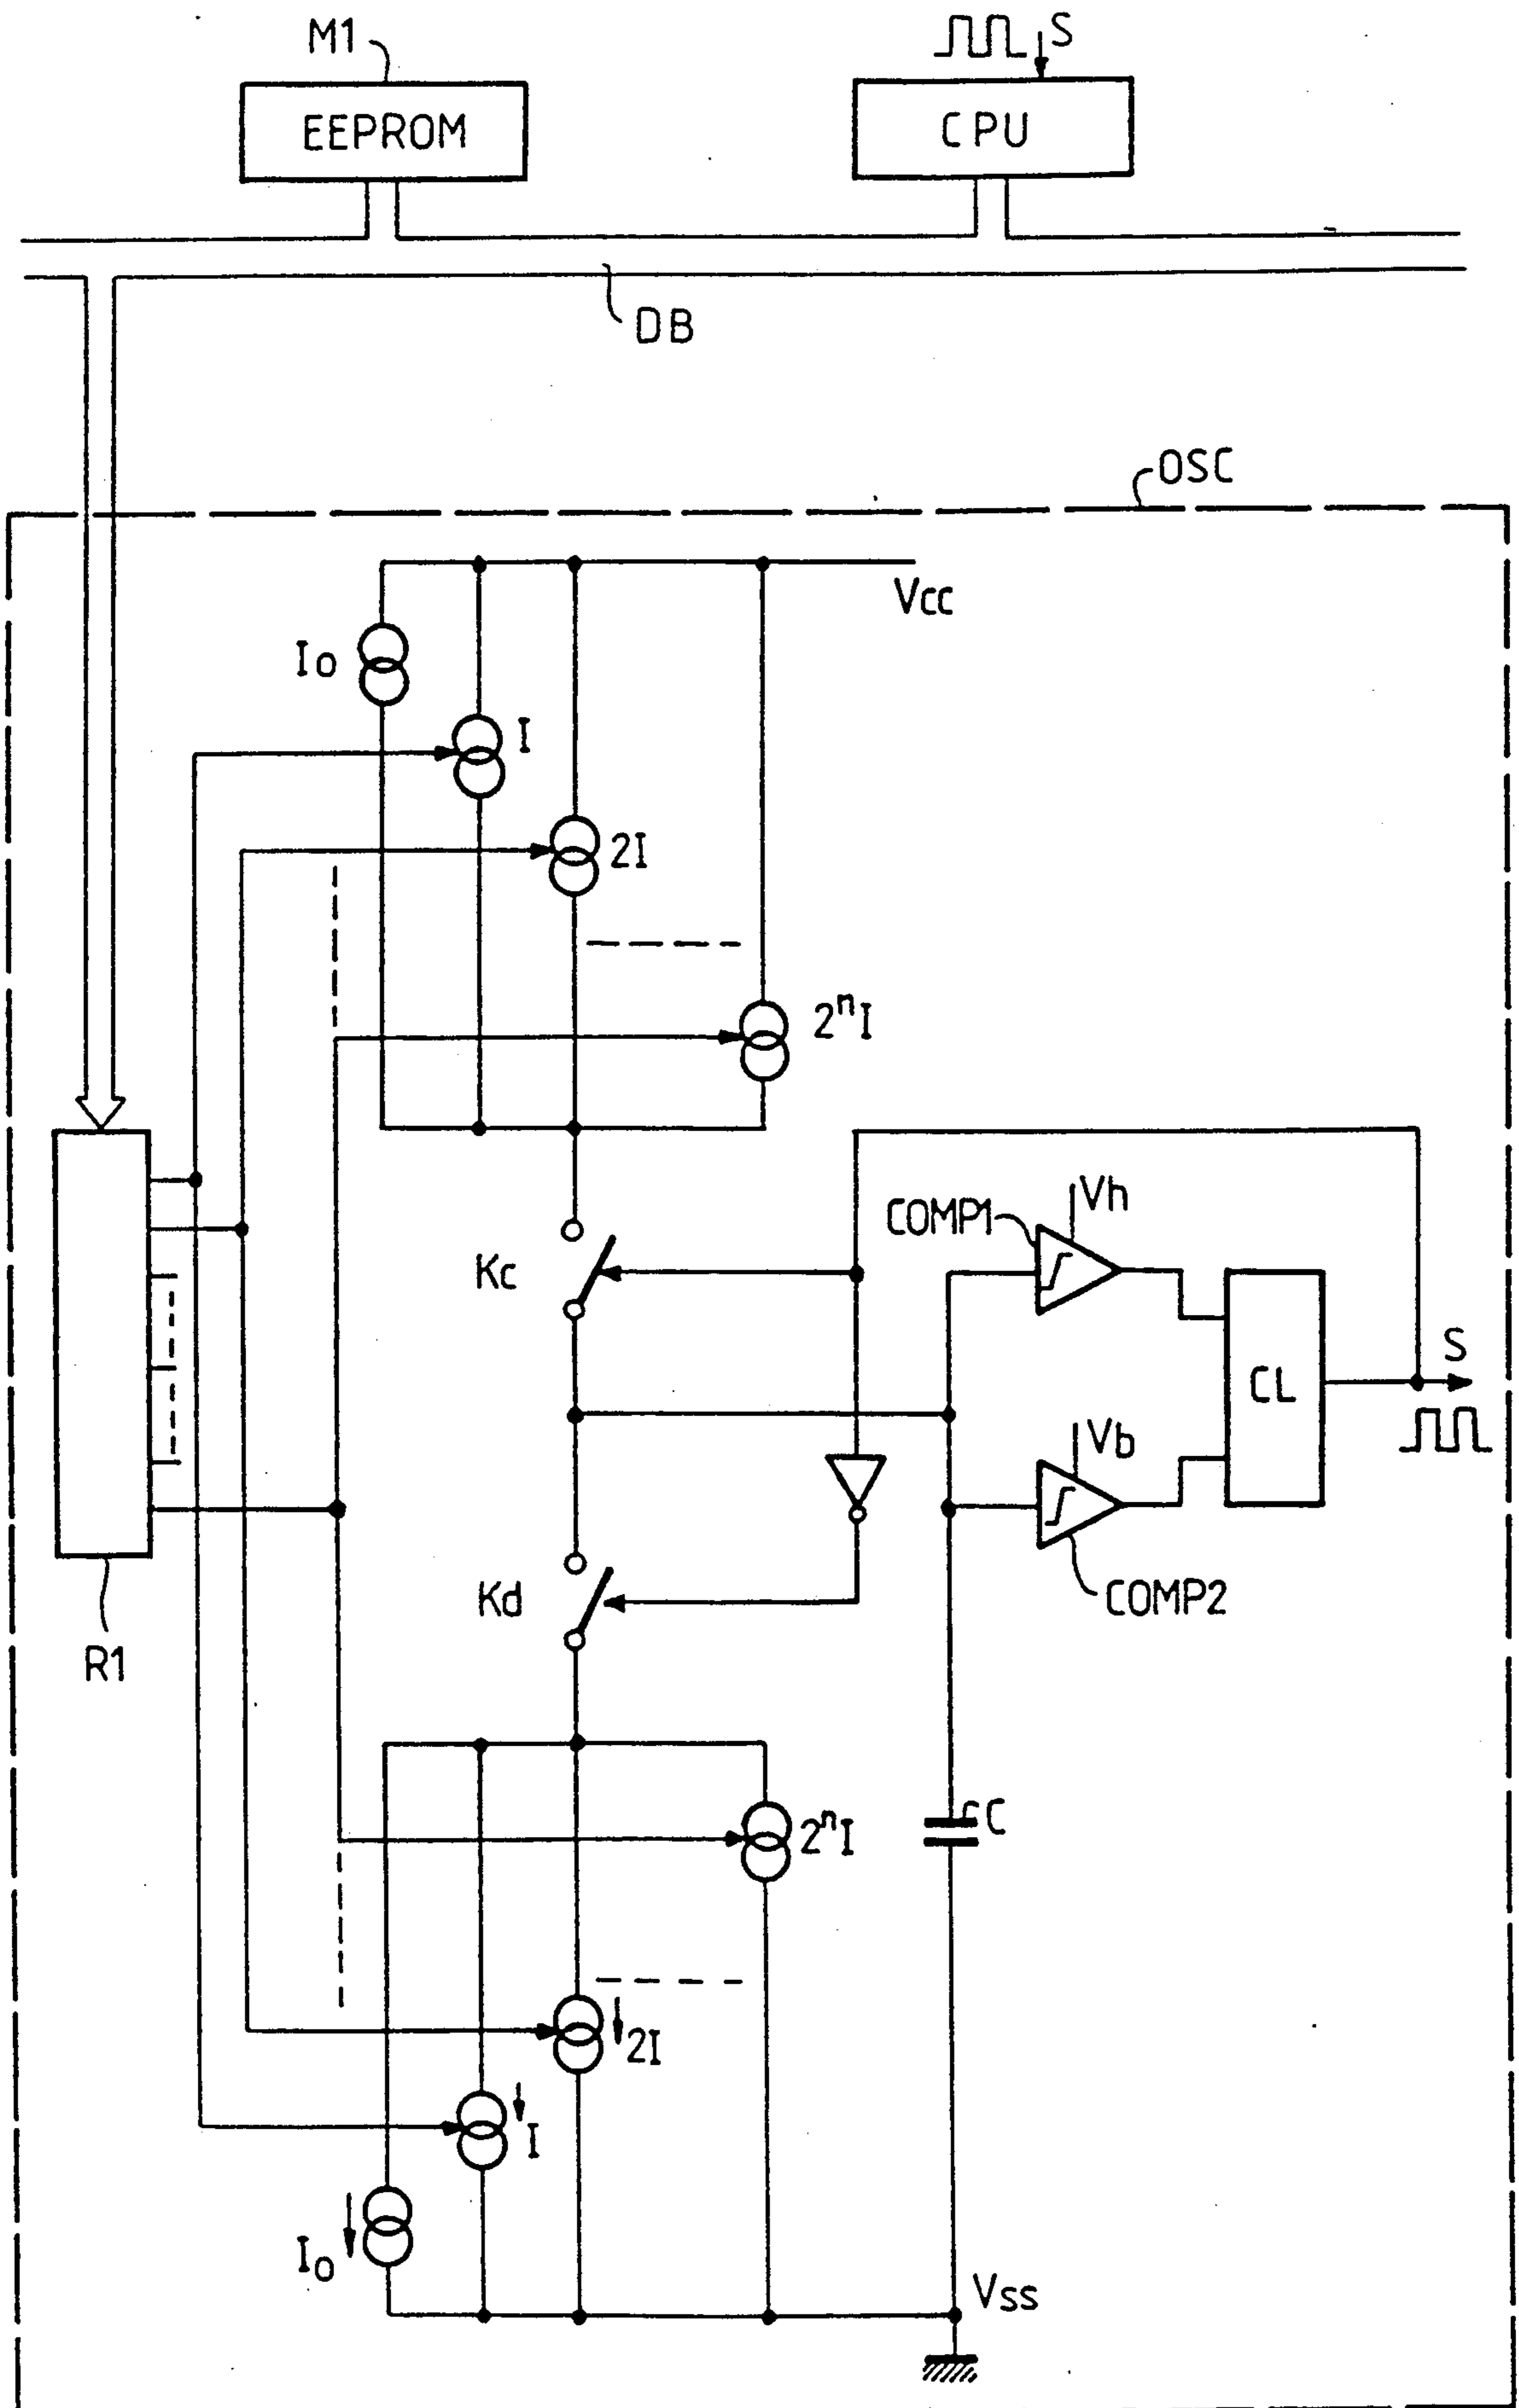 M1
S
EEPROM
CPU
DB
OSC
Vcc
Io
I
2I
2ⁿI
Vh
COMP1
Kc
S
CL
Vb
Kd
COMP2
R1
C
2ⁿI
2I
I
Io
Vss